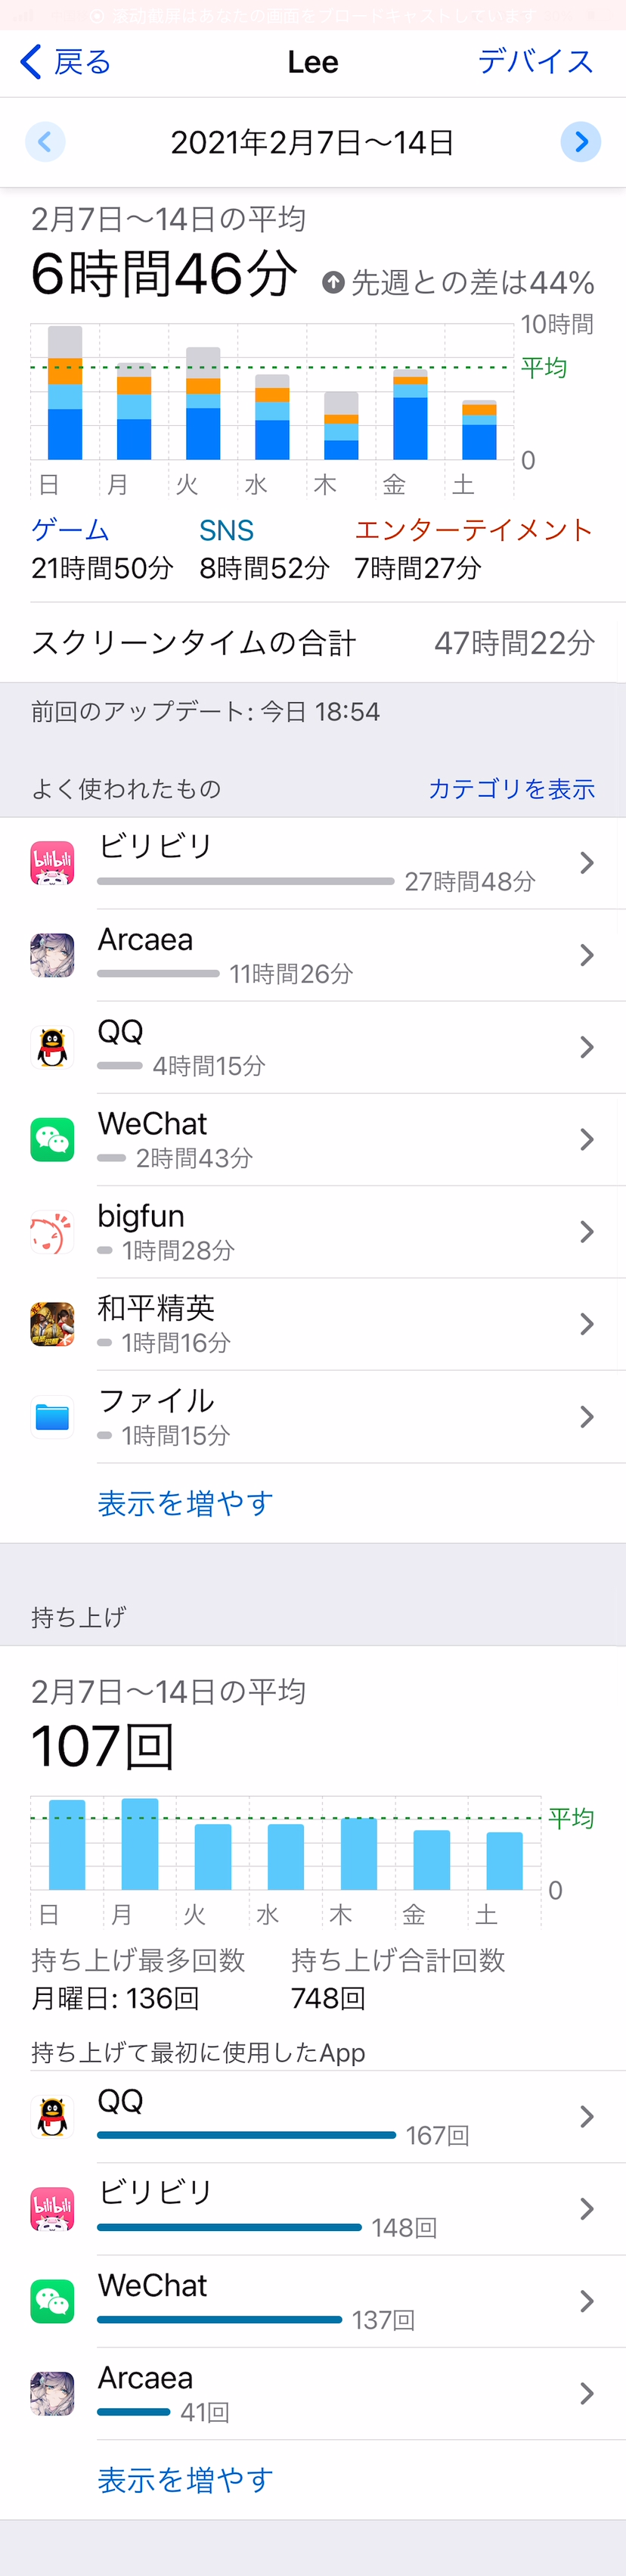 滚动截屏はあなたの画面をブロードキャストしています
戻る Lee デバイス
2021年2月7日～14日
2月7日～14日の平均
6時間46分 先週との差は44%
10時間
平均
0
日 月 火 水 木 金 土
ゲーム SNS エンターテイメント
21時間50分 8時間52分 7時間27分
スクリーンタイムの合計 47時間22分
前回のアップデート: 今日 18:54
よく使われたもの カテゴリを表示
bilibili
ビリビリ
27時間48分
Arcaea
11時間26分
QQ
4時間15分
WeChat
2時間43分
bigfun
1時間28分
和平精英
1時間16分
ファイル
1時間15分
表示を増やす
持ち上げ
2月7日～14日の平均
107回
平均
0
日 月 火 水 木 金 土
持ち上げ最多回数 持ち上げ合計回数
月曜日: 136回 748回
持ち上げて最初に使用したApp
QQ
167回
bilibili
ビリビリ
148回
WeChat
137回
Arcaea
41回
表示を増やす